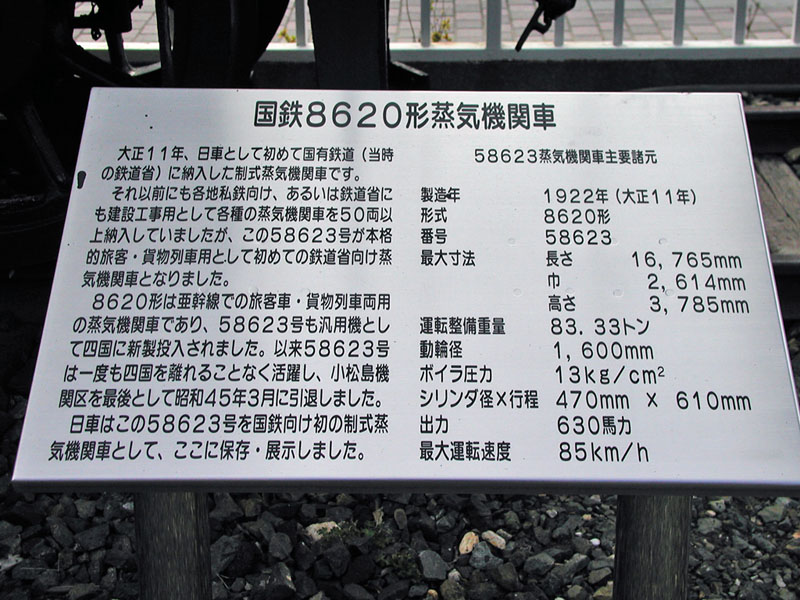 国鉄8620形蒸気機関車
大正11年、日車として初めて国有鉄道（当時
の鉄道省）に納入した制式蒸気機関車です。
それ以前にも各地私鉄向け、あるいは鉄道省に
も建設工事用として各種の蒸気機関車を50両以
上納入していましたが、この58623号が本格
的旅客・貨物列車用として初めての鉄道省向け蒸
気機関車となりました。
8620形は亜幹線での旅客車・貨物列車両用
の蒸気機関車であり、58623号も汎用機とし
て四国に新製投入されました。以来58623号
は一度も四国を離れることなく活躍し、小松島機
関区を最後として昭和45年3月に引退しました。
日車はこの58623号を国鉄向け初の制式蒸
気機関車として、ここに保存・展示しました。
58623蒸気機関車主要諸元
製造年 1922年（大正11年）
形式 8620形
番号 58623
最大寸法 長さ 16,765mm
巾 2,614mm
高さ 3,785mm
運転整備重量 83.33トン
動輪径 1,600mm
ボイラ圧力 13kg/cm²
シリンダ径×行程 470mm × 610mm
出力 630馬力
最大運転速度 85km/h